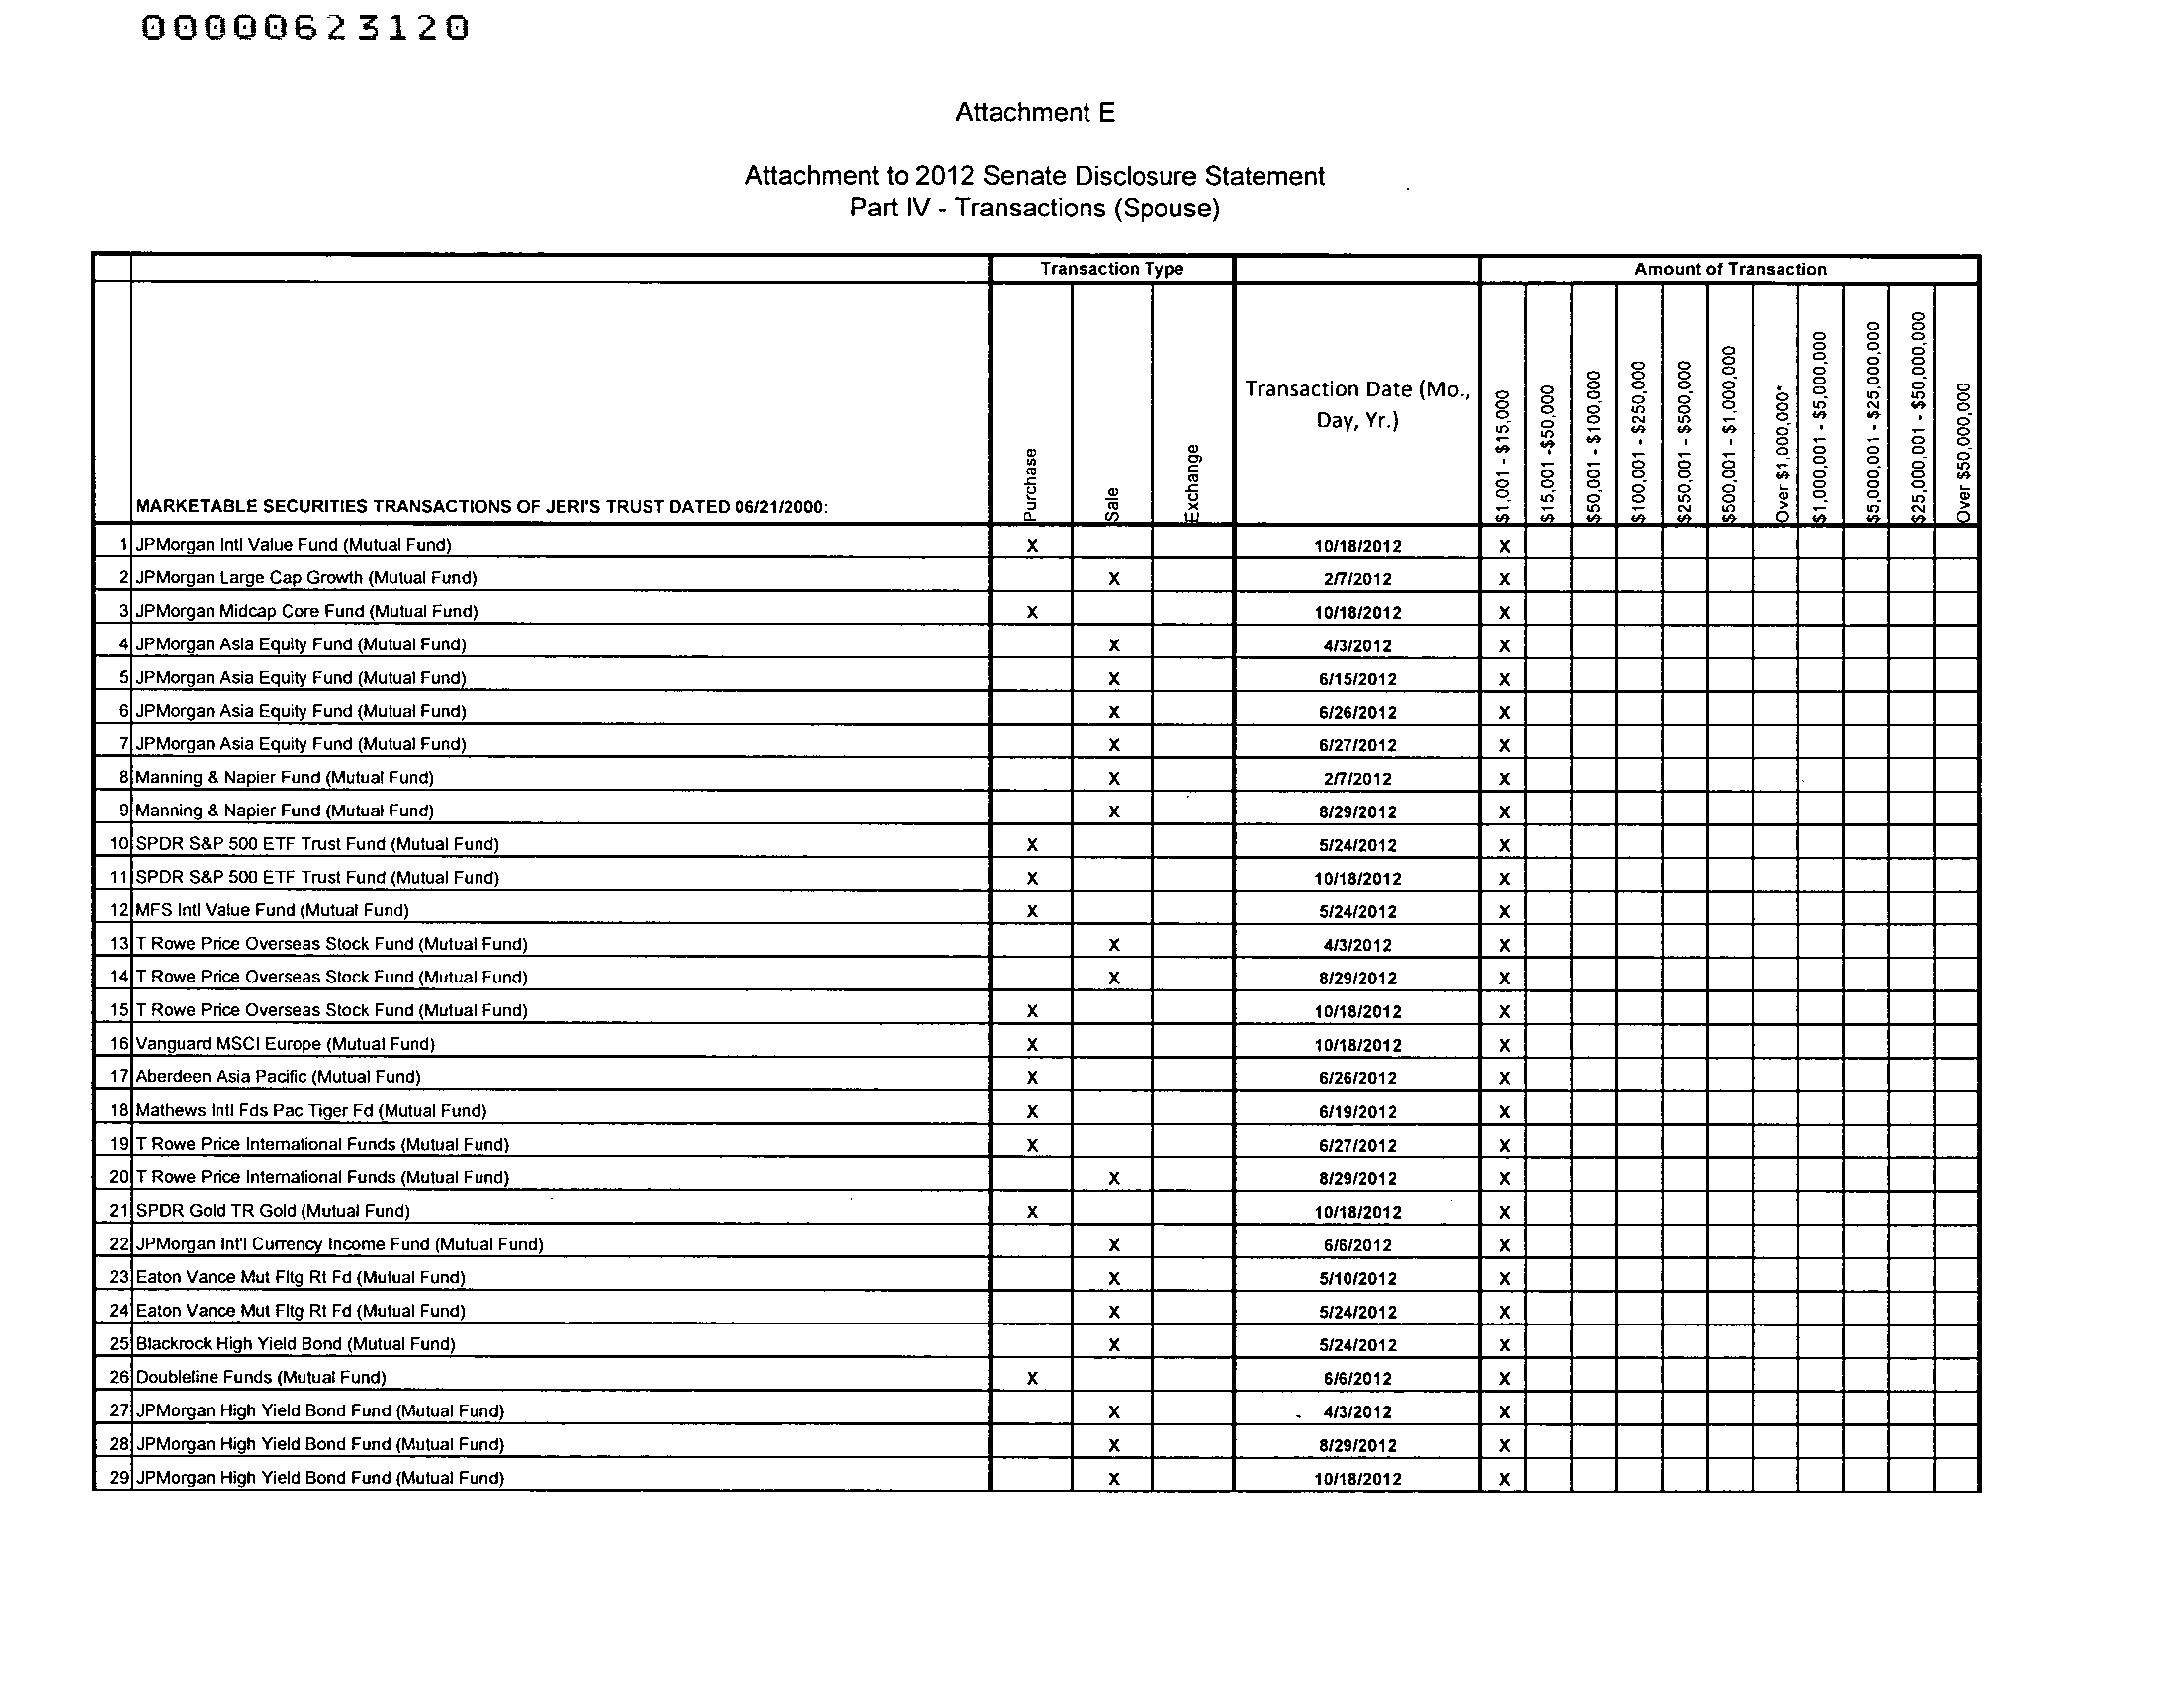 00000623120
Attachment E
Attachment to 2012 Senate Disclosure Statement
Part IV - Transactions (Spouse)
Transaction Type Amount of Transaction
MARKETABLE SECURITIES TRANSACTIONS OF JERI'S TRUST DATED 06/21/2000:
Purchase
Sale
Exchange
Transaction Date (Mo.,
Day, Yr.)
$1,001 - $15,000
$15,001 -$50,000
$50,001 - $100,000
$100,001 - $250,000
$250,001 - $500,000
$500,001 - $1,000,000
Over $1,000,000*
$1,000,001 - $5,000,000
$5,000,001 - $25,000,000
$25,000,001 - $50,000,000
Over $50,000,000
1 JPMorgan Intl Value Fund (Mutual Fund) X 10/18/2012 X
2 JPMorgan Large Cap Growth (Mutual Fund) X 2/7/2012 X
3 JPMorgan Midcap Core Fund (Mutual Fund) X 10/18/2012 X
4 JPMorgan Asia Equity Fund (Mutual Fund) X 4/3/2012 X
5 JPMorgan Asia Equity Fund (Mutual Fund) X 6/15/2012 X
6 JPMorgan Asia Equity Fund (Mutual Fund) X 6/26/2012 X
7 JPMorgan Asia Equity Fund (Mutual Fund) X 6/27/2012 X
8 Manning & Napier Fund (Mutual Fund) X 2/7/2012 X
9 Manning & Napier Fund (Mutual Fund) X 8/29/2012 X
10 SPDR S&P 500 ETF Trust Fund (Mutual Fund) X 5/24/2012 X
11 SPDR S&P 500 ETF Trust Fund (Mutual Fund) X 10/18/2012 X
12 MFS Intl Value Fund (Mutual Fund) X 5/24/2012 X
13 T Rowe Price Overseas Stock Fund (Mutual Fund) X 4/3/2012 X
14 T Rowe Price Overseas Stock Fund (Mutual Fund) X 8/29/2012 X
15 T Rowe Price Overseas Stock Fund (Mutual Fund) X 10/18/2012 X
16 Vanguard MSCI Europe (Mutual Fund) X 10/18/2012 X
17 Aberdeen Asia Pacific (Mutual Fund) X 6/26/2012 X
18 Mathews Intl Fds Pac Tiger Fd (Mutual Fund) X 6/19/2012 X
19 T Rowe Price International Funds (Mutual Fund) X 6/27/2012 X
20 T Rowe Price International Funds (Mutual Fund) X 8/29/2012 X
21 SPDR Gold TR Gold (Mutual Fund) X 10/18/2012 X
22 JPMorgan Int'l Currency Income Fund (Mutual Fund) X 6/6/2012 X
23 Eaton Vance Mut Fltg Rt Fd (Mutual Fund) X 5/10/2012 X
24 Eaton Vance Mut Fltg Rt Fd (Mutual Fund) X 5/24/2012 X
25 Blackrock High Yield Bond (Mutual Fund) X 5/24/2012 X
26 Doubleline Funds (Mutual Fund) X 6/6/2012 X
27 JPMorgan High Yield Bond Fund (Mutual Fund) X 4/3/2012 X
28 JPMorgan High Yield Bond Fund (Mutual Fund) X 8/29/2012 X
29 JPMorgan High Yield Bond Fund (Mutual Fund) X 10/18/2012 X